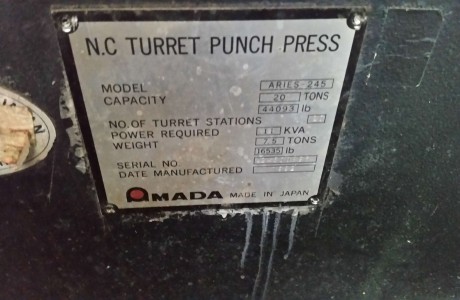 N.C TURRET PUNCH PRESS
MODEL ARIES-245
CAPACITY 20 TONS
44093 lb
NO.OF TURRET STATIONS
POWER REQUIRED 11 KVA
WEIGHT 7.5 TONS
16535 lb
SERIAL NO.
DATE MANUFACTURED
AMADA MADE IN JAPAN